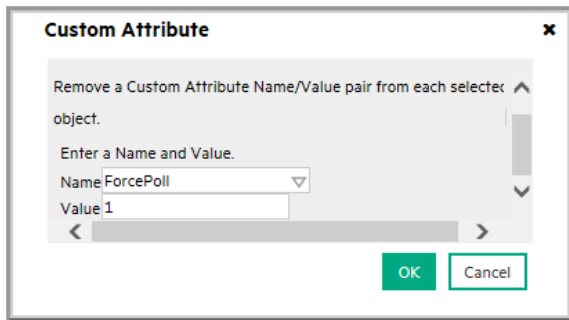 Custom Attribute
Remove a Custom Attribute Name/Value pair from each selected
object.
Enter a Name and Value.
Name ForcePoll
Value 1
OK Cancel